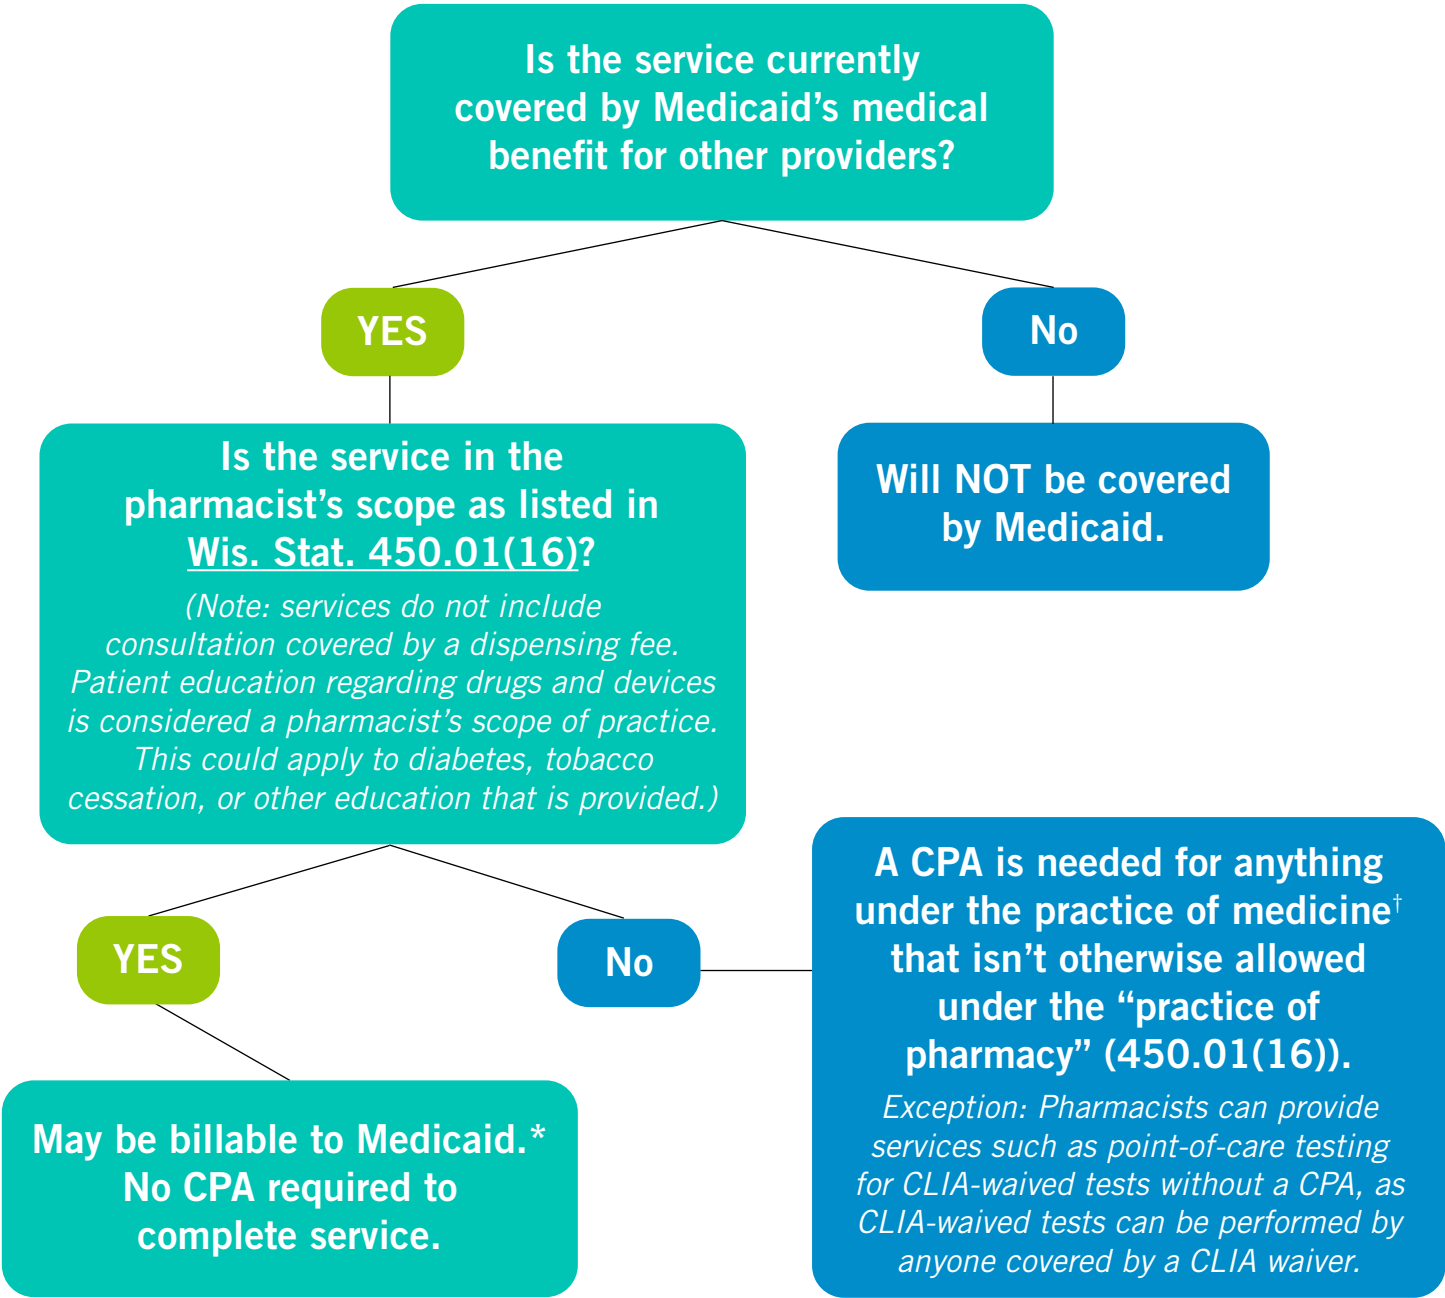 Is the service currently
covered by Medicaid’s medical
benefit for other providers?
YES
No
Is the service in the
pharmacist’s scope as listed in
Wis. Stat. 450.01(16)?
(Note: services do not include
consultation covered by a dispensing fee.
Patient education regarding drugs and devices
is considered a pharmacist’s scope of practice.
This could apply to diabetes, tobacco
cessation, or other education that is provided.)
Will NOT be covered
by Medicaid.
YES
No
May be billable to Medicaid.*
No CPA required to
complete service.
A CPA is needed for anything
under the practice of medicine†
that isn’t otherwise allowed
under the “practice of
pharmacy” (450.01(16)).
Exception: Pharmacists can provide
services such as point-of-care testing
for CLIA-waived tests without a CPA, as
CLIA-waived tests can be performed by
anyone covered by a CLIA waiver.